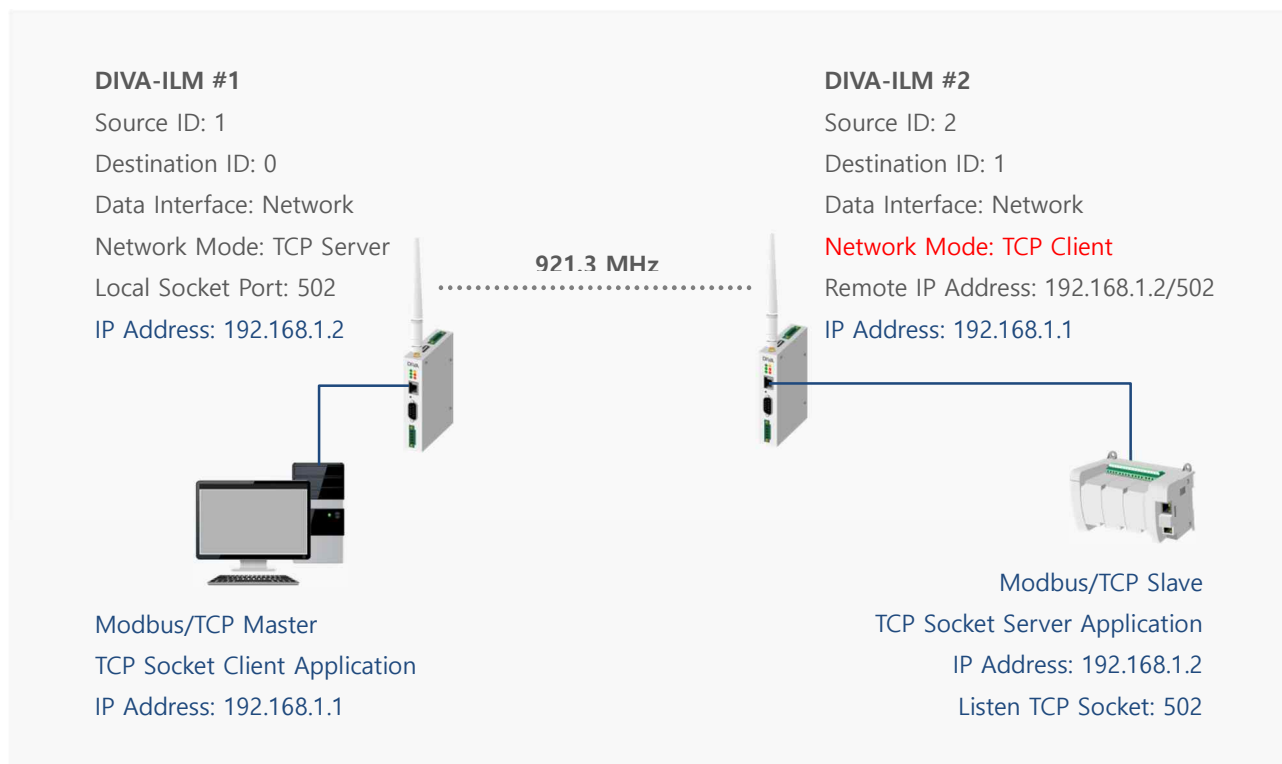 DIVA-ILM #1
Source ID: 1
Destination ID: 0
Data Interface: Network
Network Mode: TCP Server
Local Socket Port: 502
IP Address: 192.168.1.2
DIVA-ILM #2
Source ID: 2
Destination ID: 1
Data Interface: Network
Network Mode: TCP Client
Remote IP Address: 192.168.1.2/502
IP Address: 192.168.1.1
921.3 MHz
DIVA
DIVA
Modbus/TCP Master
TCP Socket Client Application
IP Address: 192.168.1.1
Modbus/TCP Slave
TCP Socket Server Application
IP Address: 192.168.1.2
Listen TCP Socket: 502